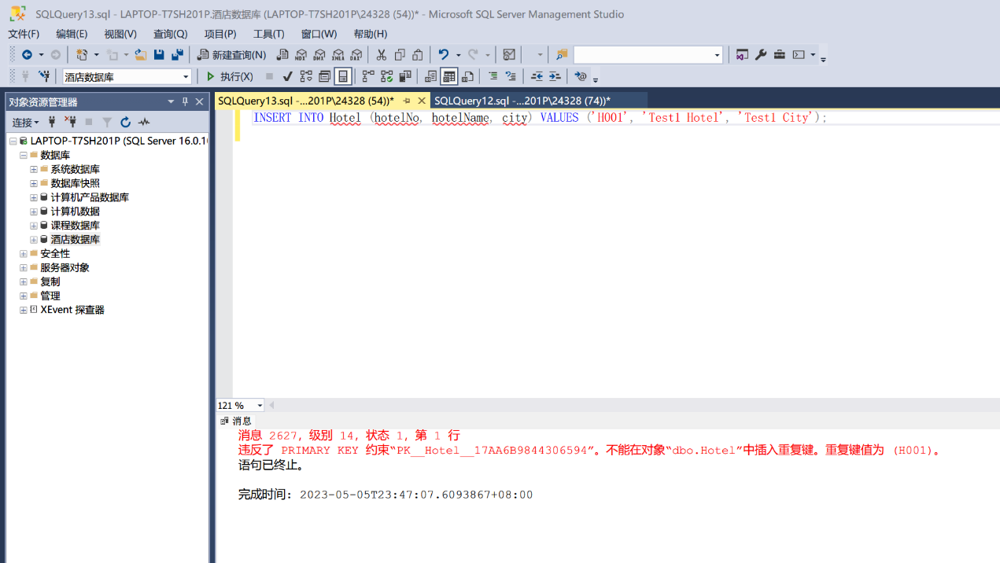 SQLQuery13.sql - LAPTOP-T7SH201P.酒店数据库 (LAPTOP-T7SH201P\24328 (54))* - Microsoft SQL Server Management Studio
文件(F) 编辑(E) 视图(V) 查询(Q) 项目(P) 工具(T) 窗口(W) 帮助(H)
新建查询(N) MDX DMX XMLA DAX
酒店数据库 执行(X)
对象资源管理器
SQLQuery13.sql -...201P\24328 (54))* SQLQuery12.sql -...201P\24328 (74))*
连接
INSERT INTO Hotel (hotelNo, hotelName, city) VALUES ('H001', 'Test1 Hotel', 'Test1 City');
LAPTOP-T7SH201P (SQL Server 16.0.1
数据库
系统数据库
数据库快照
计算机产品数据库
计算机数据
课程数据库
酒店数据库
安全性
服务器对象
复制
管理
XEvent 探查器
121 %
消息
消息 2627，级别 14，状态 1，第 1 行
违反了 PRIMARY KEY 约束“PK__Hotel__17AA6B9844306594”。不能在对象“dbo.Hotel”中插入重复键。重复键值为 (H001)。
语句已终止。
完成时间: 2023-05-05T23:47:07.6093867+08:00